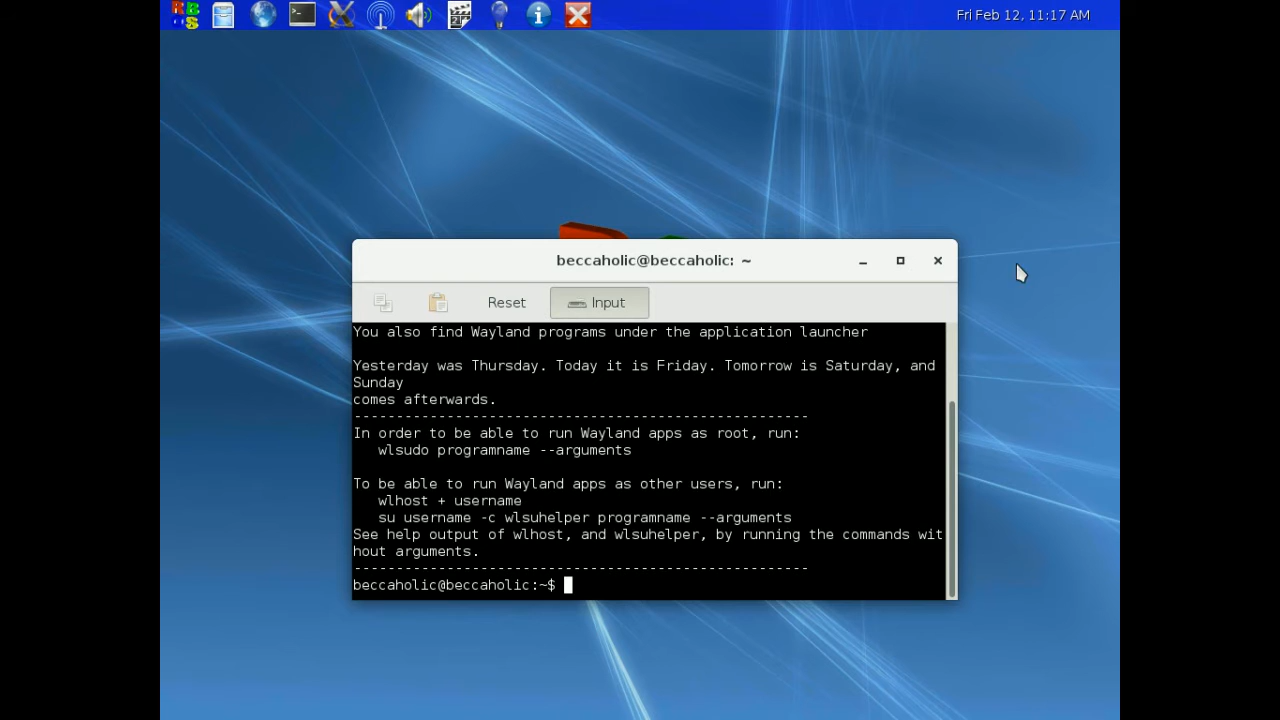 RB
OS
Fri Feb 12, 11:17 AM
beccaholic@beccaholic: ~
Reset
Input
You also find Wayland programs under the application launcher
Yesterday was Thursday. Today it is Friday. Tomorrow is Saturday, and
Sunday
comes afterwards.
------------------------------------------------------
In order to be able to run Wayland apps as root, run:
wlsudo programname --arguments
To be able to run Wayland apps as other users, run:
wlhost + username
su username -c wlsuhelper programname --arguments
See help output of wlhost, and wlsuhelper, by running the commands wit
hout arguments.
------------------------------------------------------
beccaholic@beccaholic:~$